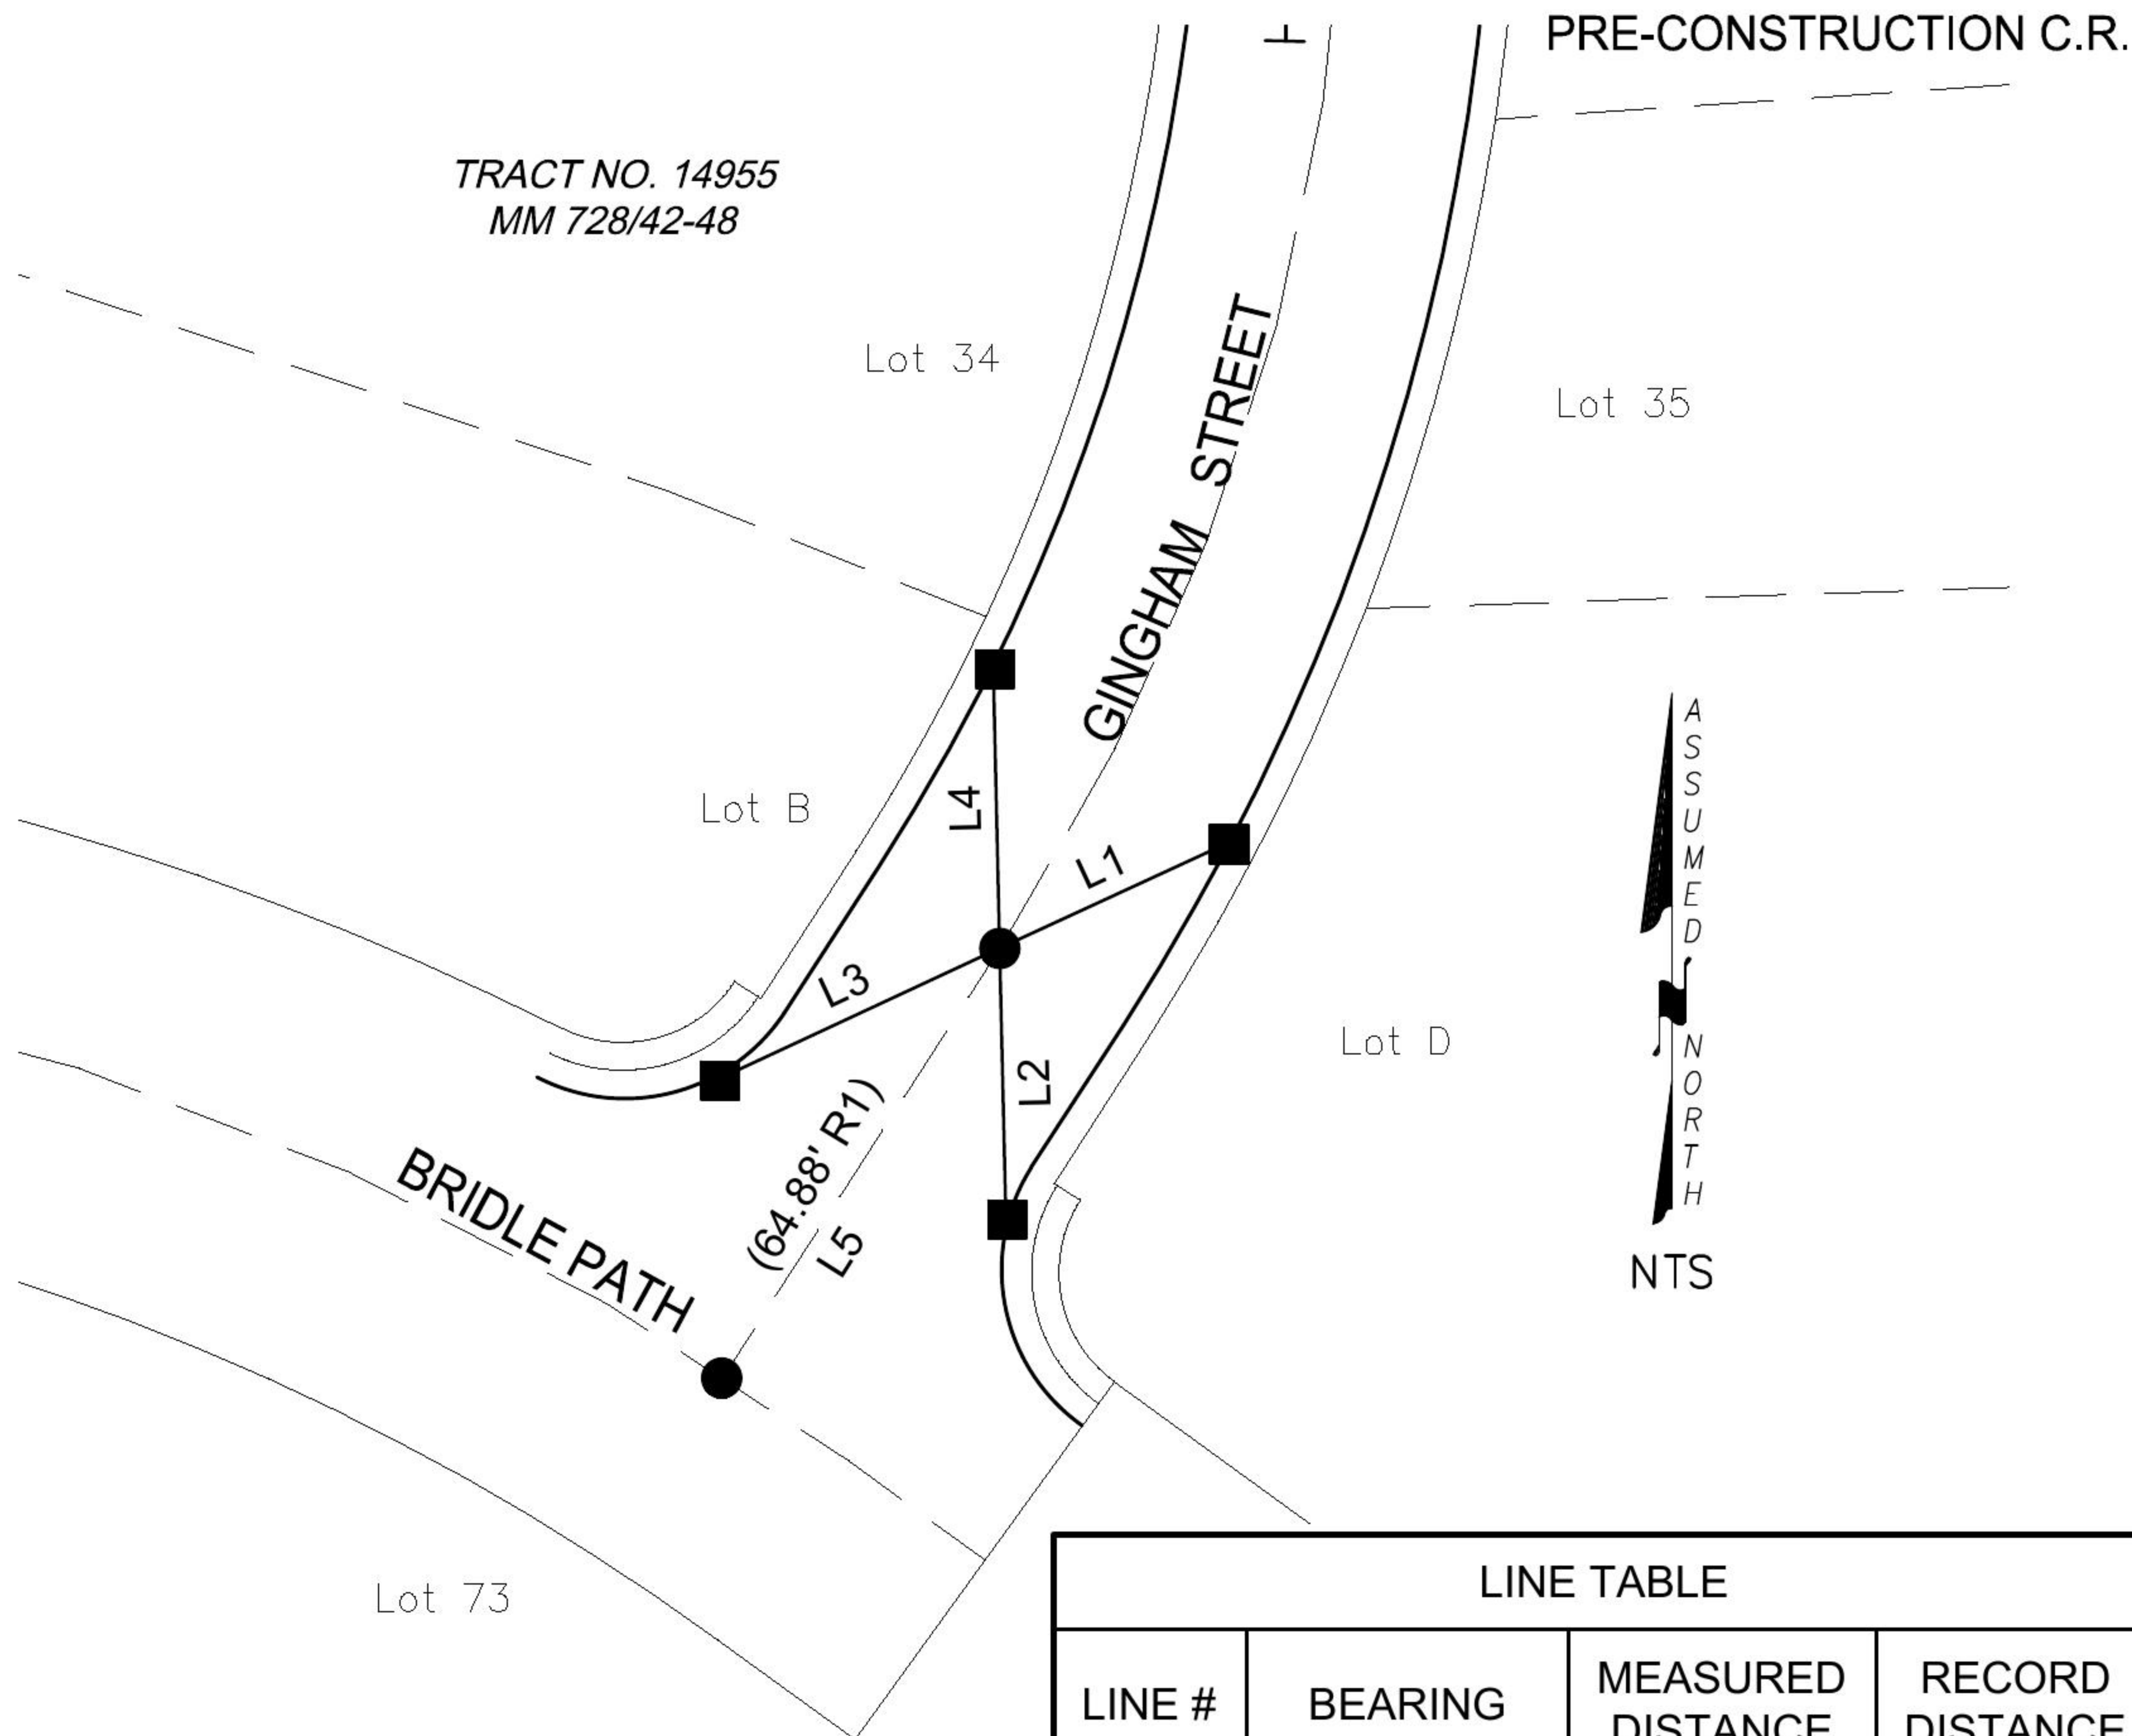 PRE-CONSTRUCTION C.R.
TRACT NO. 14955
MM 728/42-48
Lot 34
Lot 35
GINGHAM STREET
ASSUMED NORTH
NTS
Lot B
L4
L1
L3
L2
Lot D
(64.88' R1)
L5
BRIDLE PATH
Lot 73
LINE TABLE
LINE # BEARING MEASURED DISTANCE RECORD DISTANCE